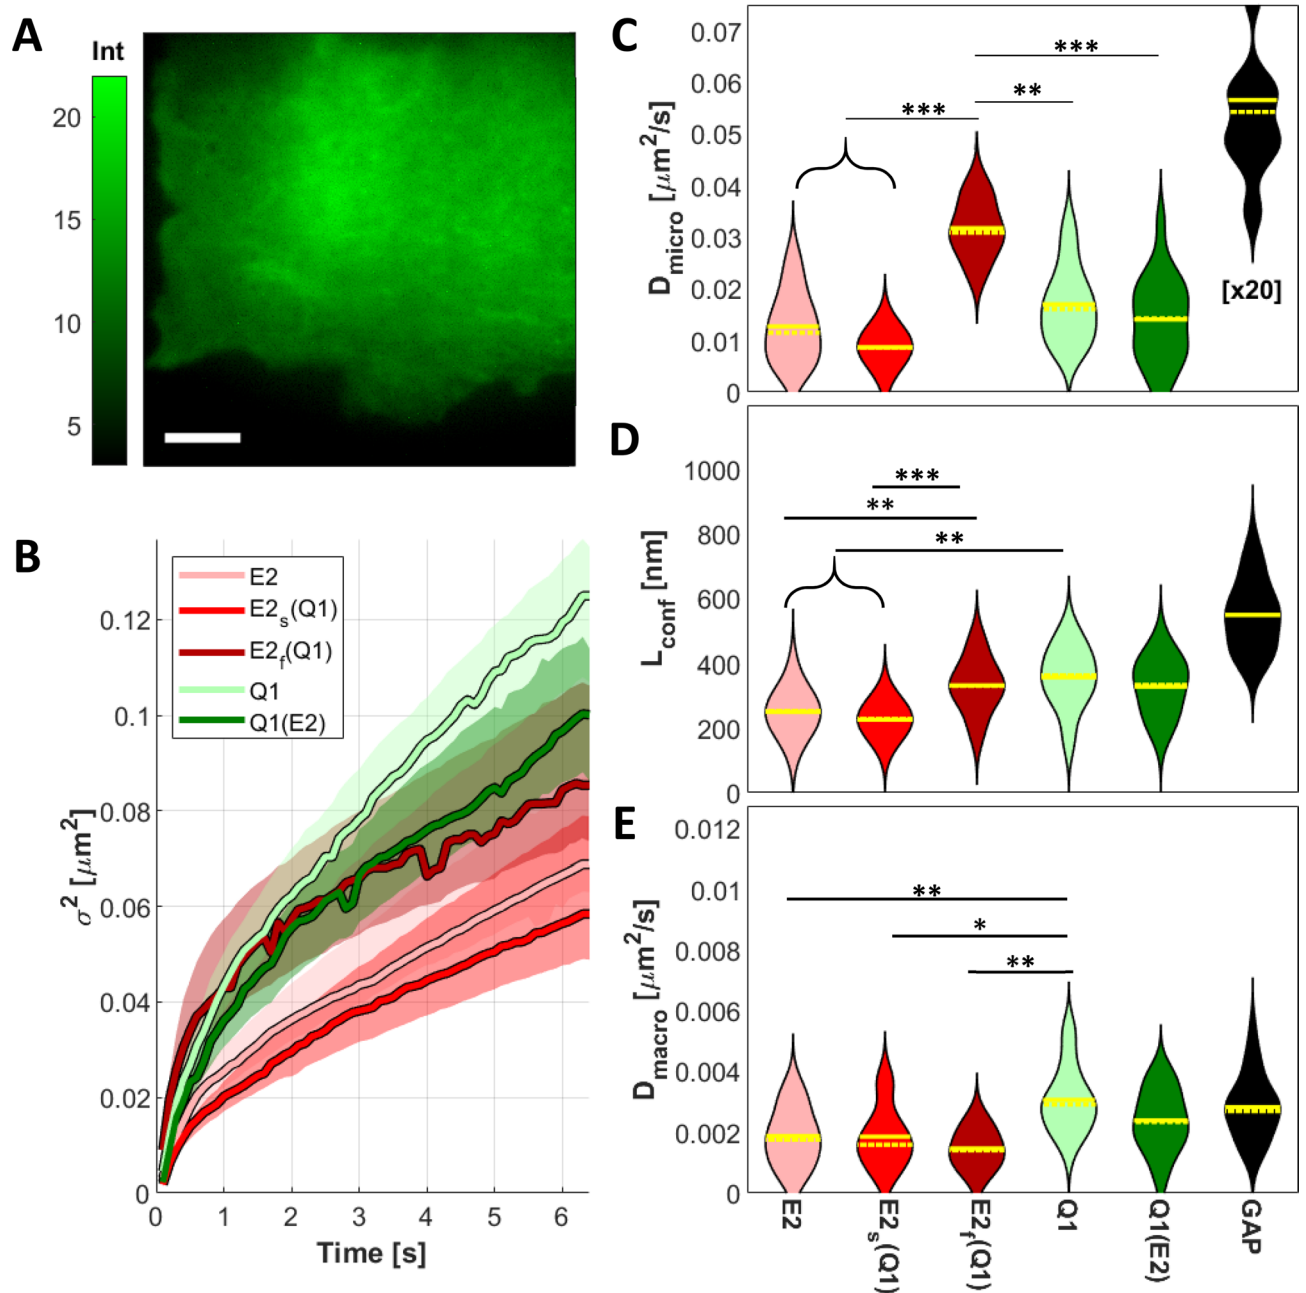 A
Int
20
15
10
5
B
σ² [μm²]
0.12
0.1
0.08
0.06
0.04
0.02
0
E2
E2s(Q1)
E2f(Q1)
Q1
Q1(E2)
0 1 2 3 4 5 6
Time [s]
C
Dmicro [μm²/s]
0.07
0.06
0.05
0.04
0.03
0.02
0.01
0
***
**
***
[x20]
D
Lconf [nm]
1000
800
600
400
200
0
***
**
**
E
Dmacro [μm²/s]
0.012
0.01
0.008
0.006
0.004
0.002
0
**
*
**
E2
E2s(Q1)
E2f(Q1)
Q1
Q1(E2)
GAP